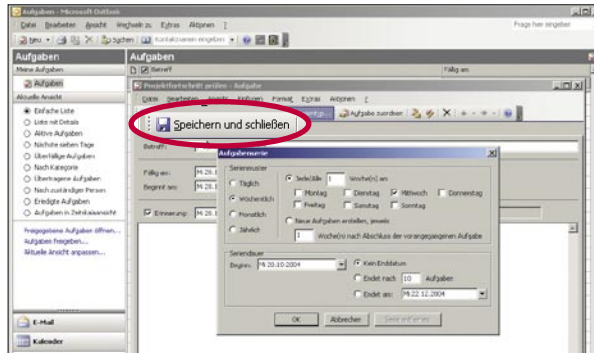 Aufgaben - Microsoft Outlook
Datei Bearbeiten Ansicht Wechseln zu Extras Aktionen ?
Frage hier eingeben
Neu Suchen Kontakt
Aufgaben
Meine Aufgaben
Aufgaben
Aktuelle Ansicht
Einfache Liste
Liste mit Details
Aktive Aufgaben
Nächste sieben Tage
Überfällige Aufgaben
Nach Kategorie
Übertragene Aufgaben
Nach zuständiger Person
Erledigte Aufgaben
Aufgaben in Zeitskalaansicht
Freigegebene Aufgaben öffnen...
Aufgaben freigeben...
Aktuelle Ansicht anpassen...
E-Mail
Kalender
Aufgaben
Betreff Fällig am
Projektfortschritt prüfen - Aufgabe
Datei Bearbeiten Ansicht Einfügen Format Extras Aktionen ?
Aufgabe zuordnen
Speichern und schließen
Betreff:
Fällig am:
Beginnt am:
Erinnerung:
Aufgabenserie
Serienmuster
Täglich
Wöchentlich
Monatlich
Jährlich
Jede/Alle 1 Woche(n) am
Montag Dienstag Mittwoch Donnerstag
Freitag Samstag Sonntag
Neue Aufgaben erstellen, jeweils
1 Woche(n) nach Abschluss der vorangegangenen Aufgabe
Seriendauer
Beginn: Mi 20.10.2004
Kein Enddatum
Endet nach 10 Aufgaben
Endet am: Mi 22.12.2004
OK Abbrechen Serie entfernen